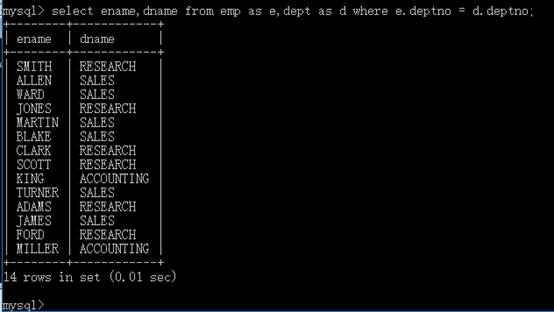 mysql> select ename,dname from emp as e,dept as d where e.deptno = d.deptno;
+--------+------------+
| ename  | dname      |
+--------+------------+
| SMITH  | RESEARCH   |
| ALLEN  | SALES      |
| WARD   | SALES      |
| JONES  | RESEARCH   |
| MARTIN | SALES      |
| BLAKE  | SALES      |
| CLARK  | RESEARCH   |
| SCOTT  | RESEARCH   |
| KING   | ACCOUNTING |
| TURNER | SALES      |
| ADAMS  | RESEARCH   |
| JAMES  | SALES      |
| FORD   | RESEARCH   |
| MILLER | ACCOUNTING |
+--------+------------+
14 rows in set (0.01 sec)
mysql>